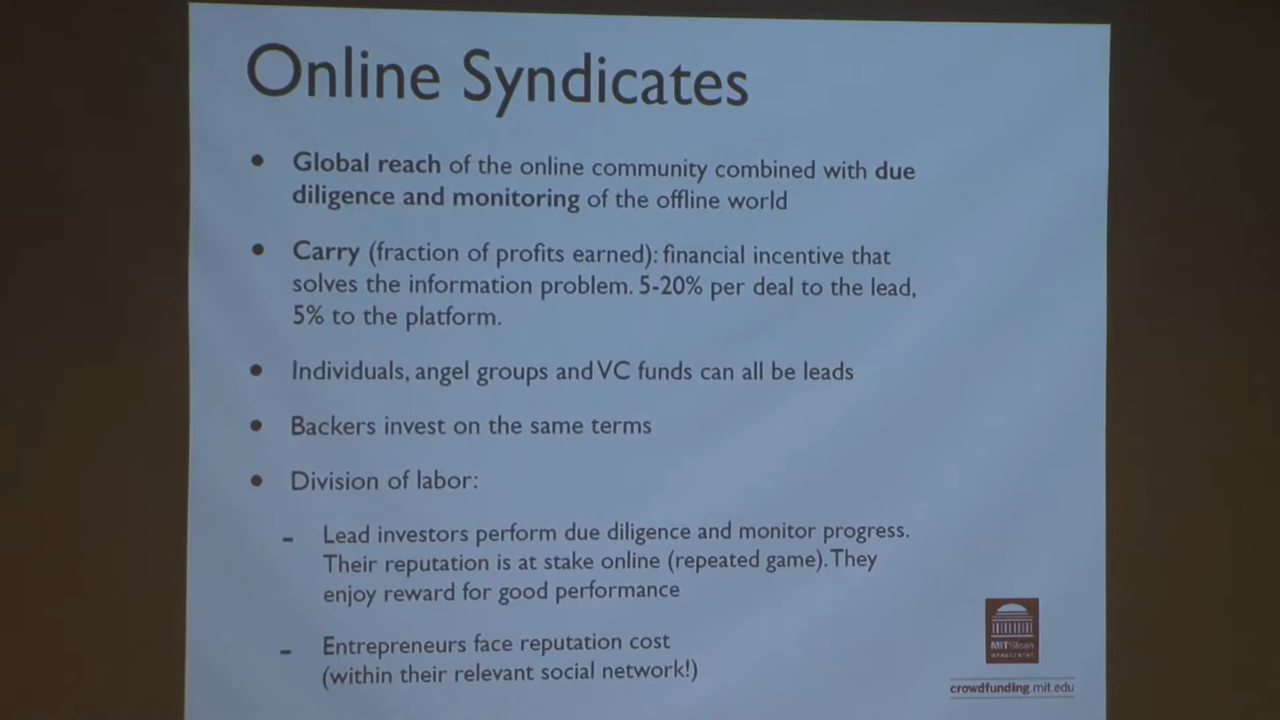 Online Syndicates
• Global reach of the online community combined with due
diligence and monitoring of the offline world
• Carry (fraction of profits earned): financial incentive that
solves the information problem. 5-20% per deal to the lead,
5% to the platform.
• Individuals, angel groups and VC funds can all be leads
• Backers invest on the same terms
• Division of labor:
- Lead investors perform due diligence and monitor progress.
Their reputation is at stake online (repeated game). They
enjoy reward for good performance
- Entrepreneurs face reputation cost
(within their relevant social network!)
MITSloan
MANAGEMENT
crowdfunding.mit.edu